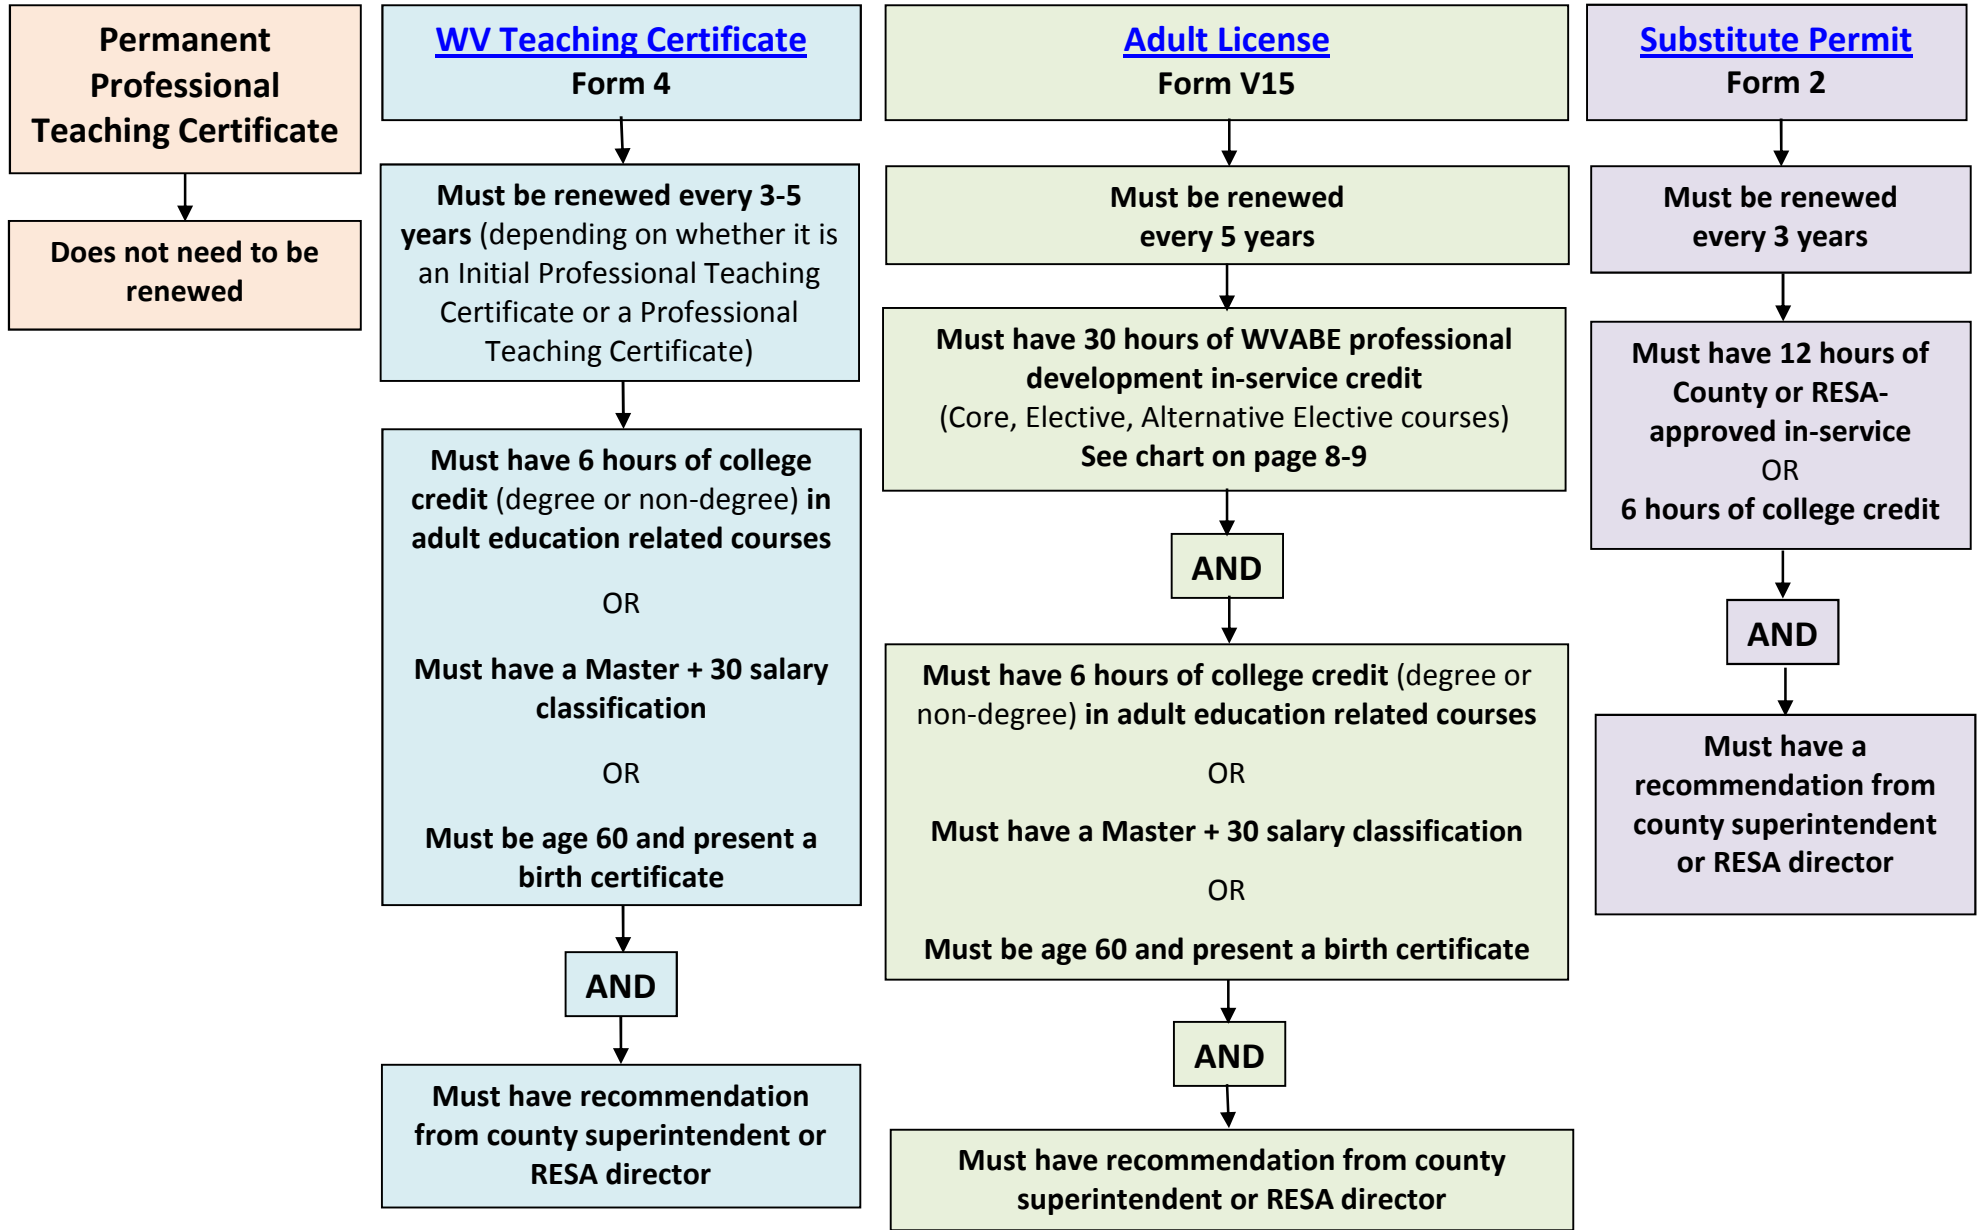 Permanent
Professional
Teaching Certificate
Does not need to be
renewed
WV Teaching Certificate
Form 4
Must be renewed every 3-5
years (depending on whether it is
an Initial Professional Teaching
Certificate or a Professional
Teaching Certificate)
Must have 6 hours of college
credit (degree or non-degree) in
adult education related courses
OR
Must have a Master + 30 salary
classification
OR
Must be age 60 and present a
birth certificate
AND
Must have recommendation
from county superintendent or
RESA director
Adult License
Form V15
Must be renewed
every 5 years
Must have 30 hours of WVABE professional
development in-service credit
(Core, Elective, Alternative Elective courses)
See chart on page 8-9
AND
Must have 6 hours of college credit (degree or
non-degree) in adult education related courses
OR
Must have a Master + 30 salary classification
OR
Must be age 60 and present a birth certificate
AND
Must have recommendation from county
superintendent or RESA director
Substitute Permit
Form 2
Must be renewed
every 3 years
Must have 12 hours of
County or RESA-
approved in-service
OR
6 hours of college credit
AND
Must have a
recommendation from
county superintendent
or RESA director